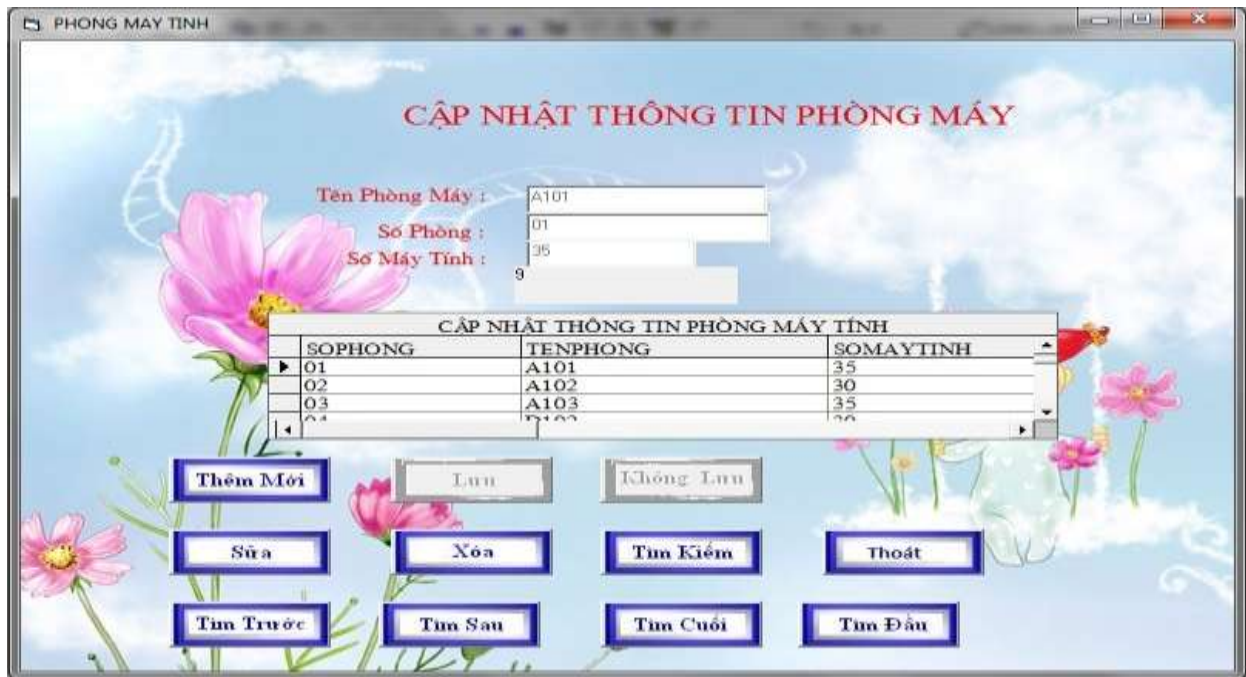 PHONG MAY TINH
CẬP NHẬT THÔNG TIN PHÒNG MÁY
Tên Phòng Máy : A101
Số Phòng : 01
Số Máy Tính : 35
9
CẬP NHẬT THÔNG TIN PHÒNG MÁY TÍNH
SOPHONG TENPHONG SOMAYTINH
01 A101 35
02 A102 30
03 A103 35
Thêm Mới Lưu Không Lưu
Sửa Xóa Tìm Kiếm Thoát
Tìm Trước Tìm Sau Tìm Cuối Tìm Đầu